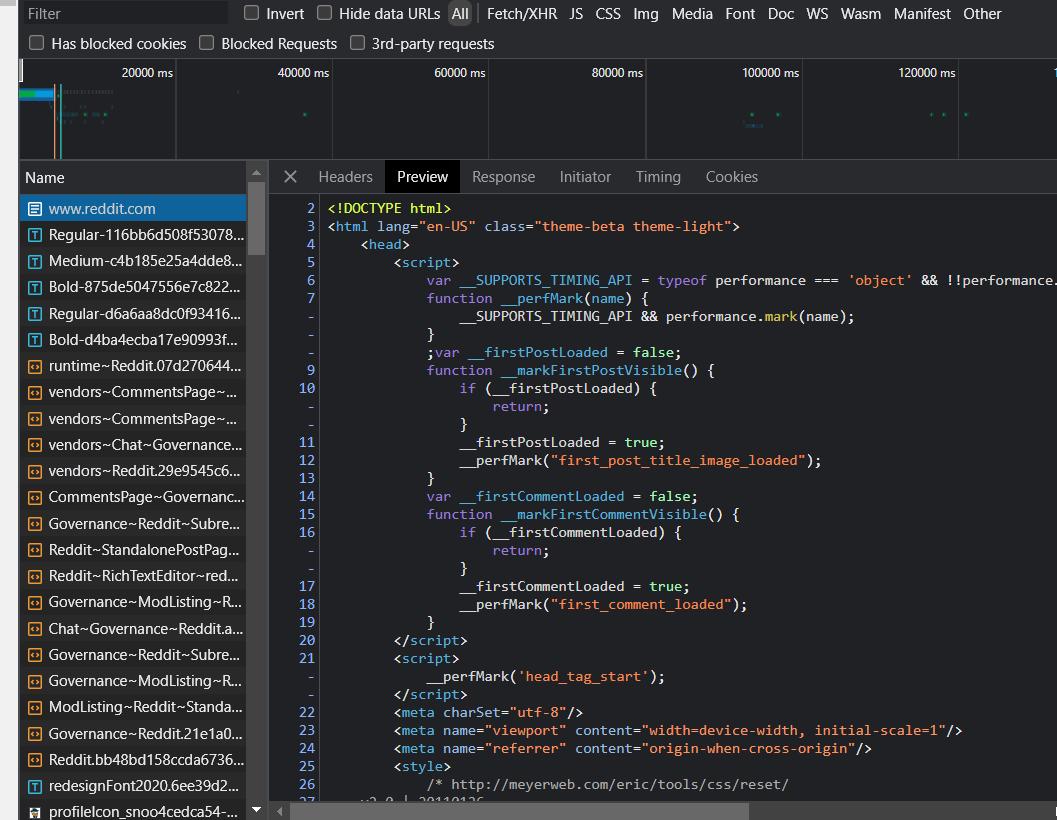 Filter Invert Hide data URLs All Fetch/XHR JS CSS Img Media Font Doc WS Wasm Manifest Other
Has blocked cookies Blocked Requests 3rd-party requests
20000 ms 40000 ms 60000 ms 80000 ms 100000 ms 120000 ms
Name
www.reddit.com
Regular-116bb6d508f53078...
Medium-c4b185e25a4dde8...
Bold-875de5047556e7c822...
Regular-d6a6aa8dc0f93416...
Bold-d4ba4ecba17e90993f...
runtime~Reddit.07d270644...
vendors~CommentsPage~...
vendors~CommentsPage~...
vendors~Chat~Governance...
vendors~Reddit.29e9545c6...
CommentsPage~Governanc...
Governance~Reddit~Subre...
Reddit~StandalonePostPag...
Reddit~RichTextEditor~red...
Governance~ModListing~R...
Chat~Governance~Reddit.a...
Governance~Reddit~Subre...
Governance~ModListing~R...
ModListing~Reddit~Standa...
Governance~Reddit.21e1a0...
Reddit.bb48bd158ccda6736...
redesignFont2020.6ee39d2...
profileIcon_snoo4cedca54-...
Headers Preview Response Initiator Timing Cookies
2 <!DOCTYPE html>
3 <html lang="en-US" class="theme-beta theme-light">
4 <head>
5 <script>
6 var __SUPPORTS_TIMING_API = typeof performance === 'object' && !!performance.
7 function __perfMark(name) {
- __SUPPORTS_TIMING_API && performance.mark(name);
- }
- ;var __firstPostLoaded = false;
9 function __markFirstPostVisible() {
10 if (__firstPostLoaded) {
- return;
- }
11 __firstPostLoaded = true;
12 __perfMark("first_post_title_image_loaded");
13 }
14 var __firstCommentLoaded = false;
15 function __markFirstCommentVisible() {
16 if (__firstCommentLoaded) {
- return;
- }
17 __firstCommentLoaded = true;
18 __perfMark("first_comment_loaded");
19 }
20 </script>
21 <script>
- __perfMark('head_tag_start');
- </script>
22 <meta charSet="utf-8"/>
23 <meta name="viewport" content="width=device-width, initial-scale=1"/>
24 <meta name="referrer" content="origin-when-cross-origin"/>
25 <style>
26 /* http://meyerweb.com/eric/tools/css/reset/
27 v2.0 | 20110126